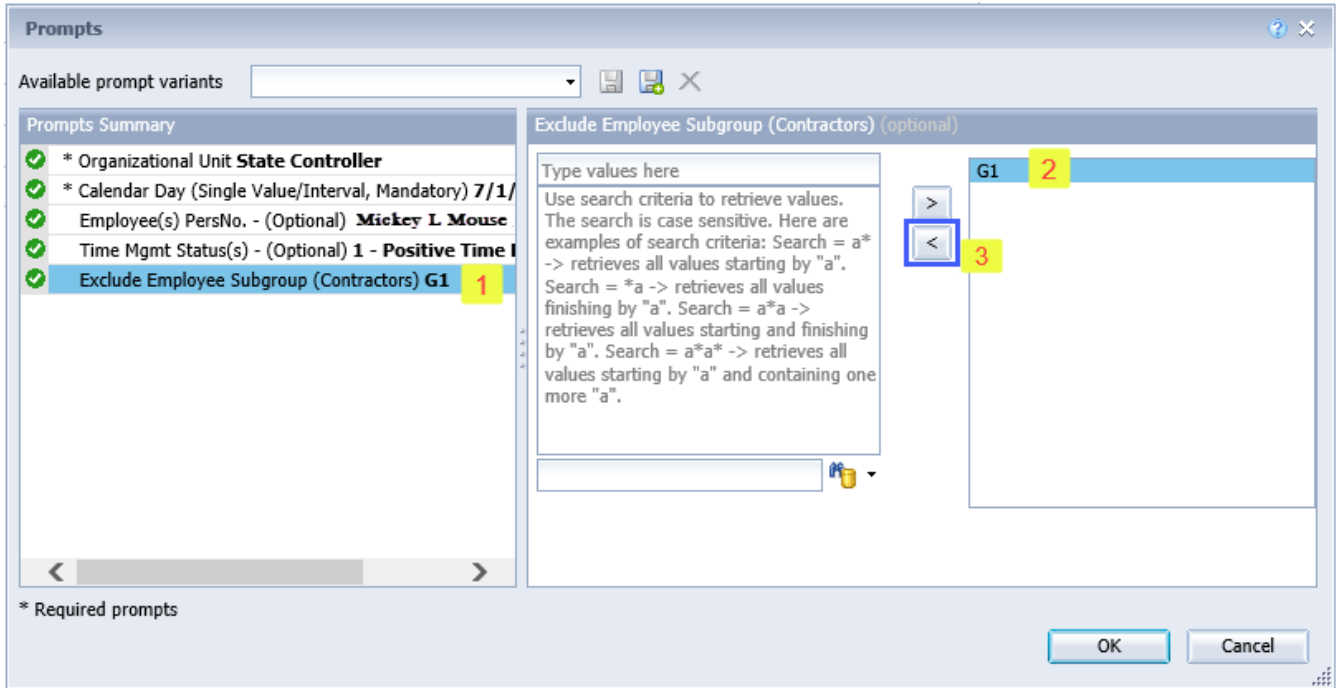 Prompts
Available prompt variants
Prompts Summary
* Organizational Unit State Controller
* Calendar Day (Single Value/Interval, Mandatory) 7/1/
Employee(s) PersNo. - (Optional) Mickey L Mouse
Time Mgmt Status(s) - (Optional) 1 - Positive Time
Exclude Employee Subgroup (Contractors) G1 1
* Required prompts
Exclude Employee Subgroup (Contractors) (optional)
Type values here
Use search criteria to retrieve values.
The search is case sensitive. Here are
examples of search criteria: Search = a*
-> retrieves all values starting by "a".
Search = *a -> retrieves all values
finishing by "a". Search = a*a ->
retrieves all values starting and finishing
by "a". Search = a*a* -> retrieves all
values starting by "a" and containing one
more "a".
>
< 3
G1 2
OK
Cancel